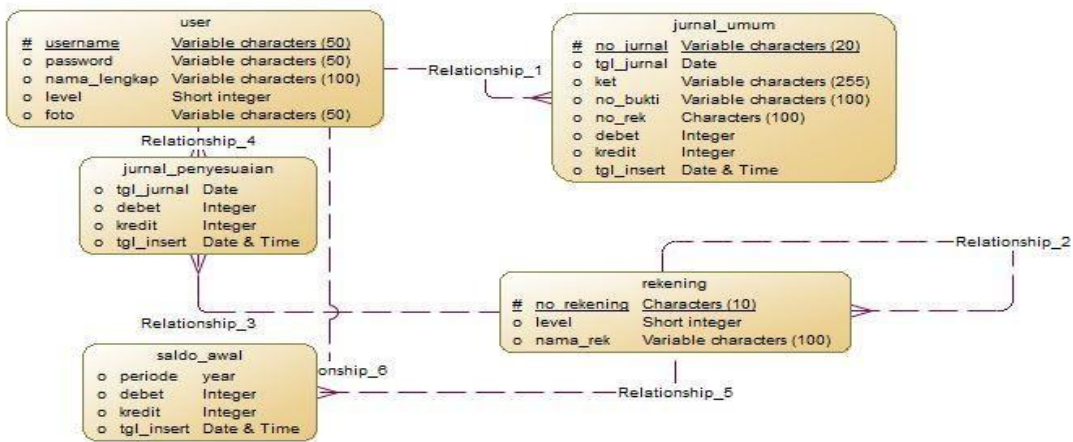 user
# username Variable characters (50)
o password Variable characters (50)
o nama_lengkap Variable characters (100)
o level Short integer
o foto Variable characters (50)
Relationship_1
jurnal_umum
# no_jurnal Variable characters (20)
o tgl_jurnal Date
o ket Variable characters (255)
o no_bukti Variable characters (100)
o no_rek Characters (100)
o debet Integer
o kredit Integer
o tgl_insert Date & Time
Relationship_4
jurnal_penyesuaian
o tgl_jurnal Date
o debet Integer
o kredit Integer
o tgl_insert Date & Time
Relationship_2
rekening
# no_rekening Characters (10)
o level Short integer
o nama_rek Variable characters (100)
Relationship_3
saldo_awal
o periode year
o debet Integer
o kredit Integer
o tgl_insert Date & Time
onship_6
Relationship_5